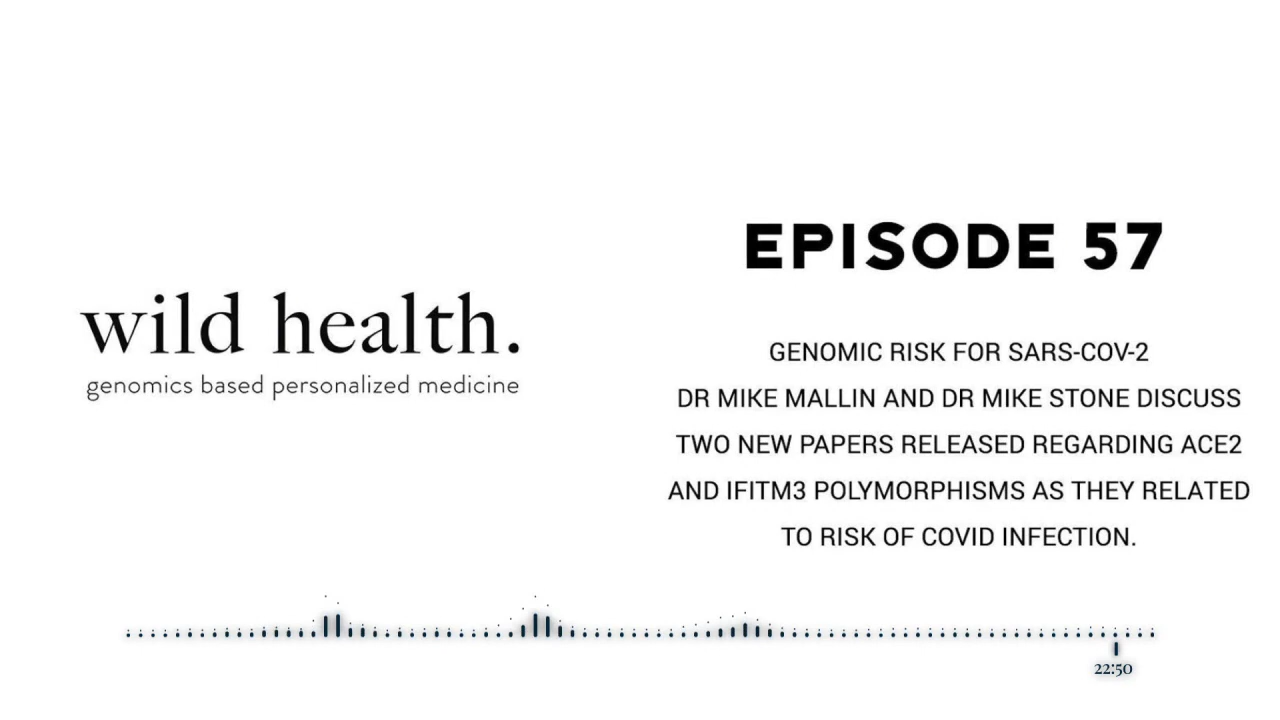 wild health.
genomics based personalized medicine
EPISODE 57
GENOMIC RISK FOR SARS-COV-2
DR MIKE MALLIN AND DR MIKE STONE DISCUSS
TWO NEW PAPERS RELEASED REGARDING ACE2
AND IFITM3 POLYMORPHISMS AS THEY RELATED
TO RISK OF COVID INFECTION.
22:50